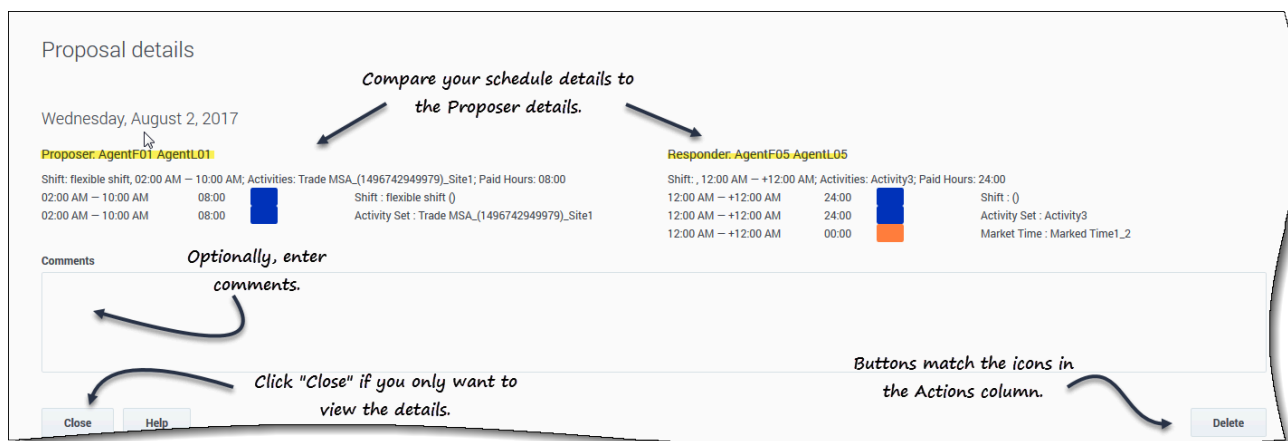 Proposal details
Compare your schedule details to
the Proposer details.
Wednesday, August 2, 2017
Proposer: AgentF01 AgentL01
Shift: flexible shift, 02:00 AM — 10:00 AM; Activities: Trade MSA_(1496742949979)_Site1; Paid Hours: 08:00
02:00 AM — 10:00 AM 08:00 Shift : flexible shift ()
02:00 AM — 10:00 AM 08:00 Activity Set : Trade MSA_(1496742949979)_Site1
Responder: AgentF05 AgentL05
Shift: , 12:00 AM — +12:00 AM; Activities: Activity3; Paid Hours: 24:00
12:00 AM — +12:00 AM 24:00 Shift : ()
12:00 AM — +12:00 AM 24:00 Activity Set : Activity3
12:00 AM — +12:00 AM 00:00 Market Time : Marked Time1_2
Comments
Optionally, enter
comments.
Click "Close" if you only want to
view the details.
Buttons match the icons in
the Actions column.
Close Help Delete